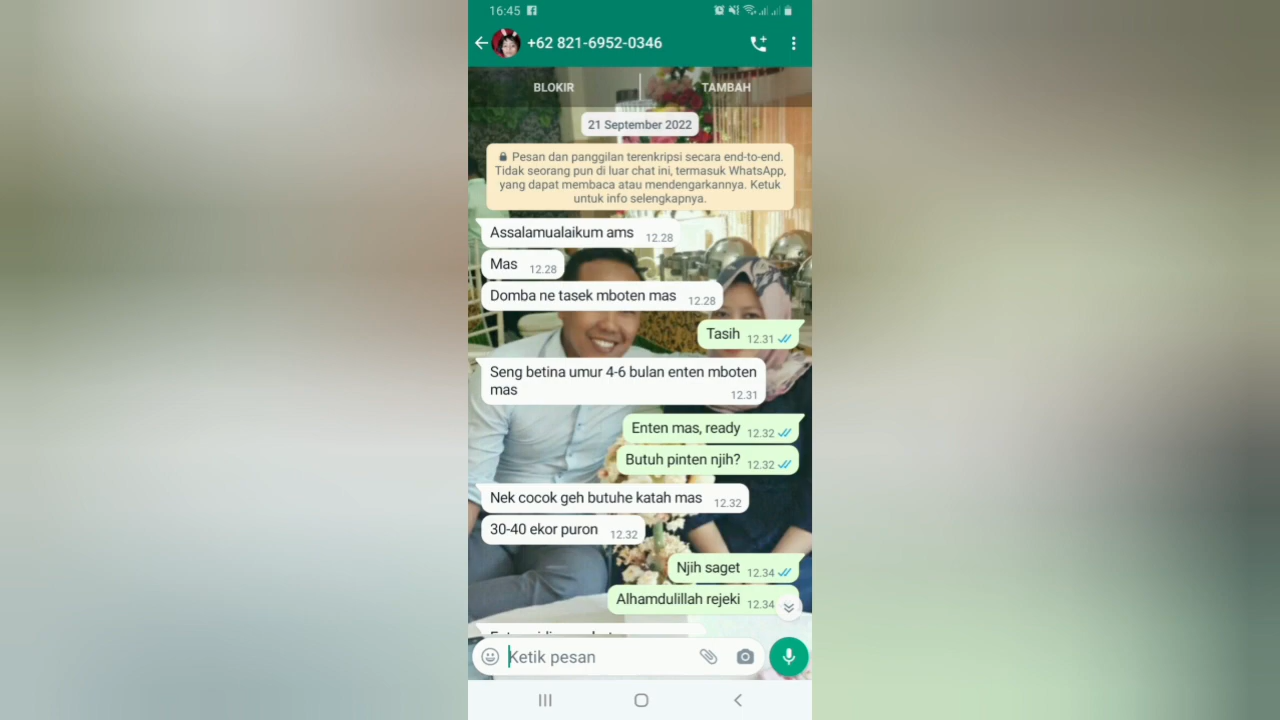 16:45
+62 821-6952-0346
BLOKIR TAMBAH
21 September 2022
Pesan dan panggilan terenkripsi secara end-to-end.
Tidak seorang pun di luar chat ini, termasuk WhatsApp,
yang dapat membaca atau mendengarkannya. Ketuk
untuk info selengkapnya.
Assalamualaikum ams 12.28
Mas 12.28
Domba ne tasek mboten mas 12.28
Tasih 12.31
Seng betina umur 4-6 bulan enten mboten
mas 12.31
Enten mas, ready 12.32
Butuh pinten njih? 12.32
Nek cocok geh butuhe katah mas 12.32
30-40 ekor puron 12.32
Njih saget 12.34
Alhamdulillah rejeki 12.34
Ketik pesan